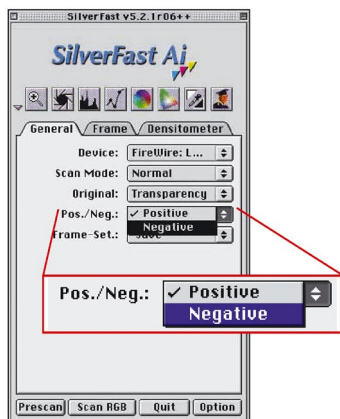 SilverFast v5.2.1r06++
SilverFast Ai
General Frame Densitometer
Device: FireWire: L...
Scan Mode: Normal
Original: Transparency
Pos./Neg.: ✓ Positive
Negative
Frame-Set.:
Pos./Neg.: ✓ Positive
Negative
Prescan Scan RGB Quit Option